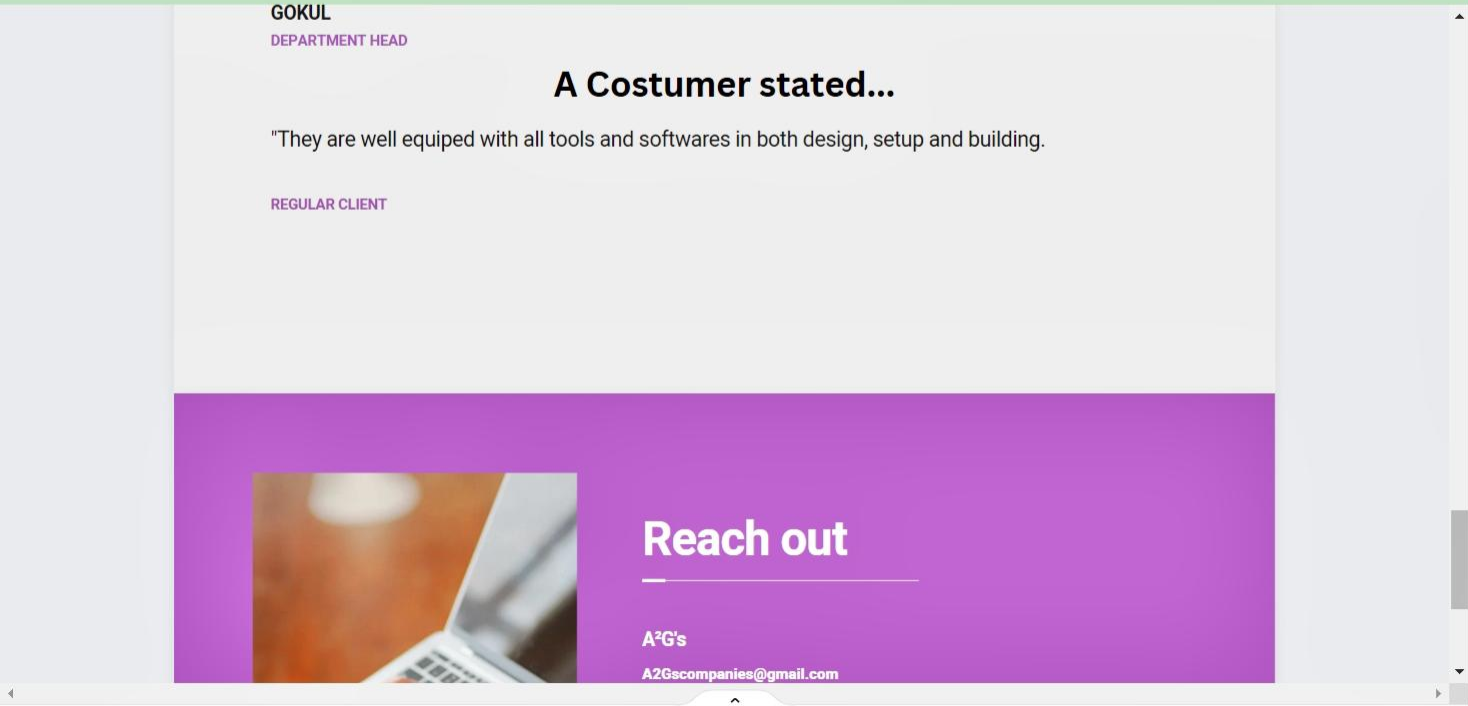 GOKUL
DEPARTMENT HEAD
A Costumer stated...
"They are well equiped with all tools and softwares in both design, setup and building.
REGULAR CLIENT
Reach out
A²G's
A2Gscompanies@gmail.com